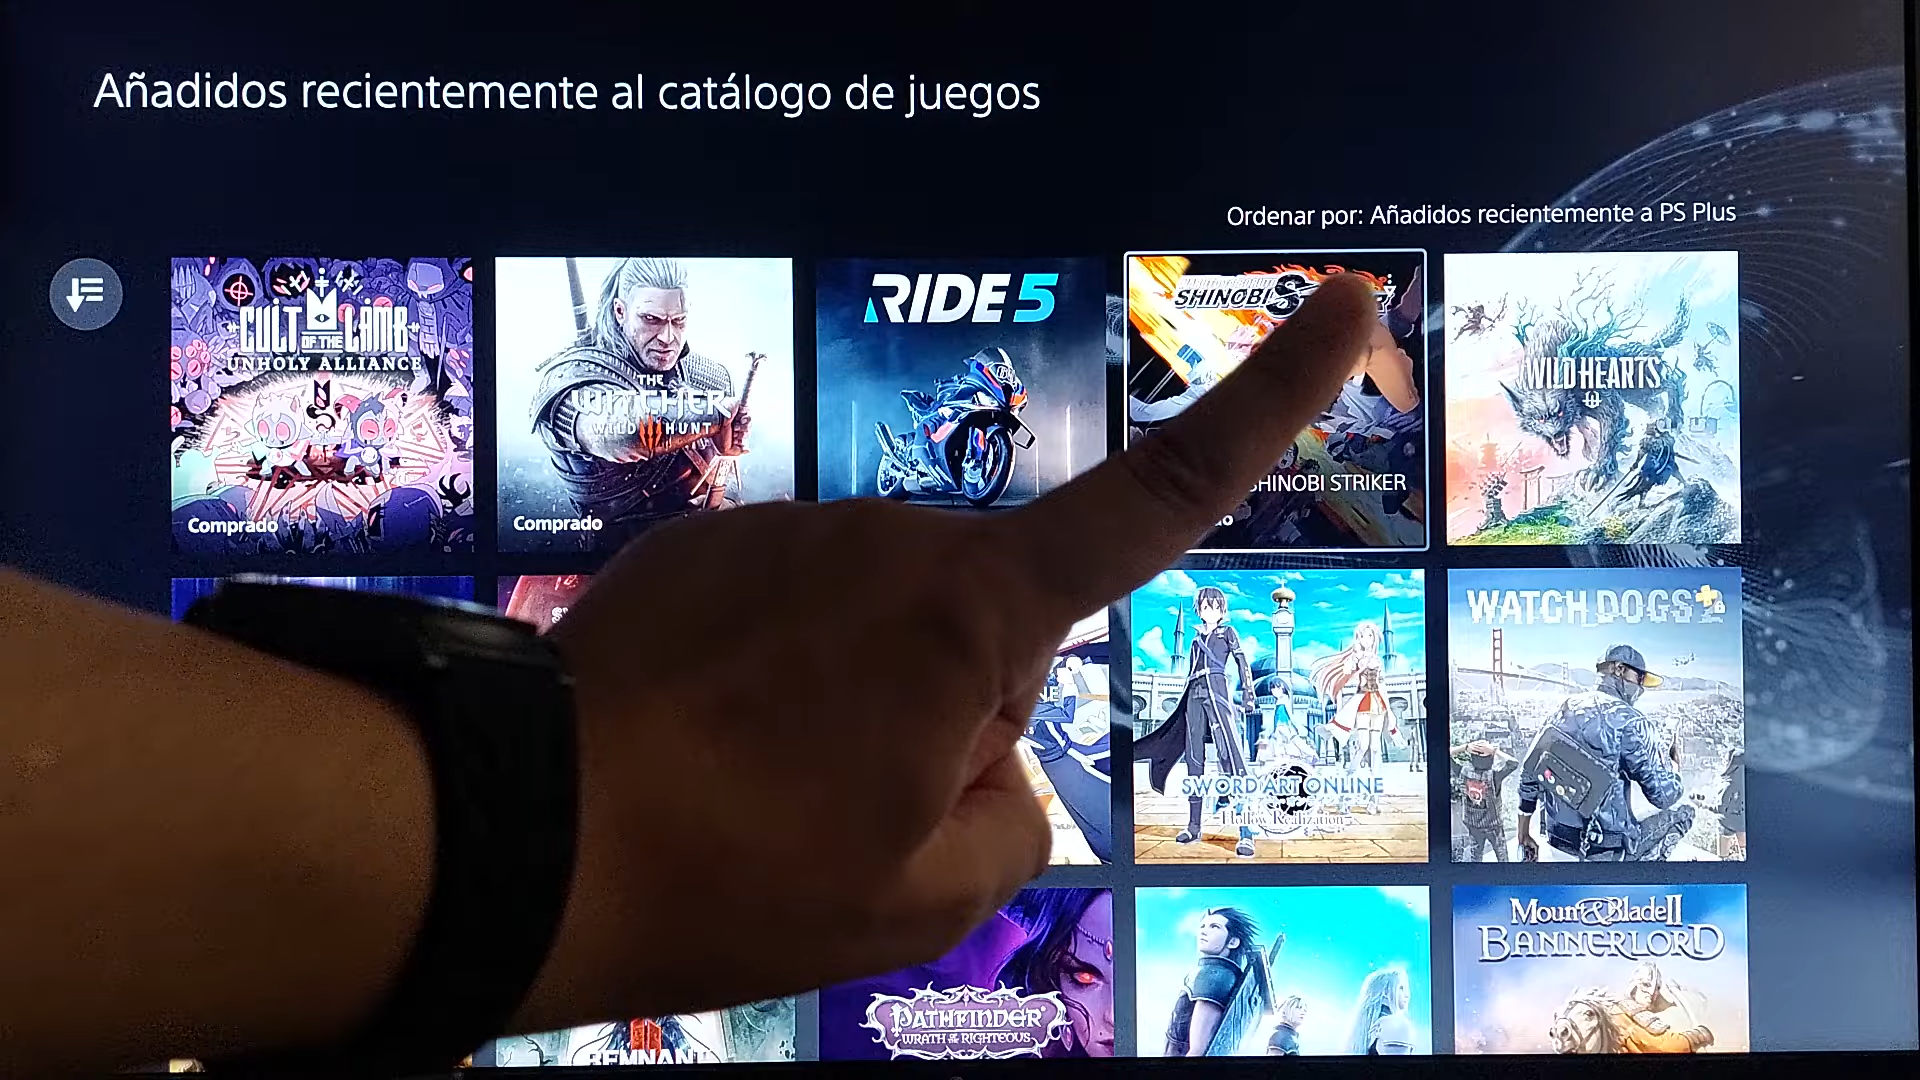 Añadidos recientemente al catálogo de juegos
Ordenar por: Añadidos recientemente a PS Plus
CULT
OF THE
LAMB
UNHOLY ALLIANCE
Comprado
THE
WITCHER
WILD HUNT
Comprado
RIDE 5
SHINOBI
SHINOBI STRIKER
WILD HEARTS
SWORD ART ONLINE
Hollow Realization
WATCH DOGS
PATHFINDER
WRATH OF THE RIGHTEOUS
Mount & Blade II
BANNERLORD
REMNANT